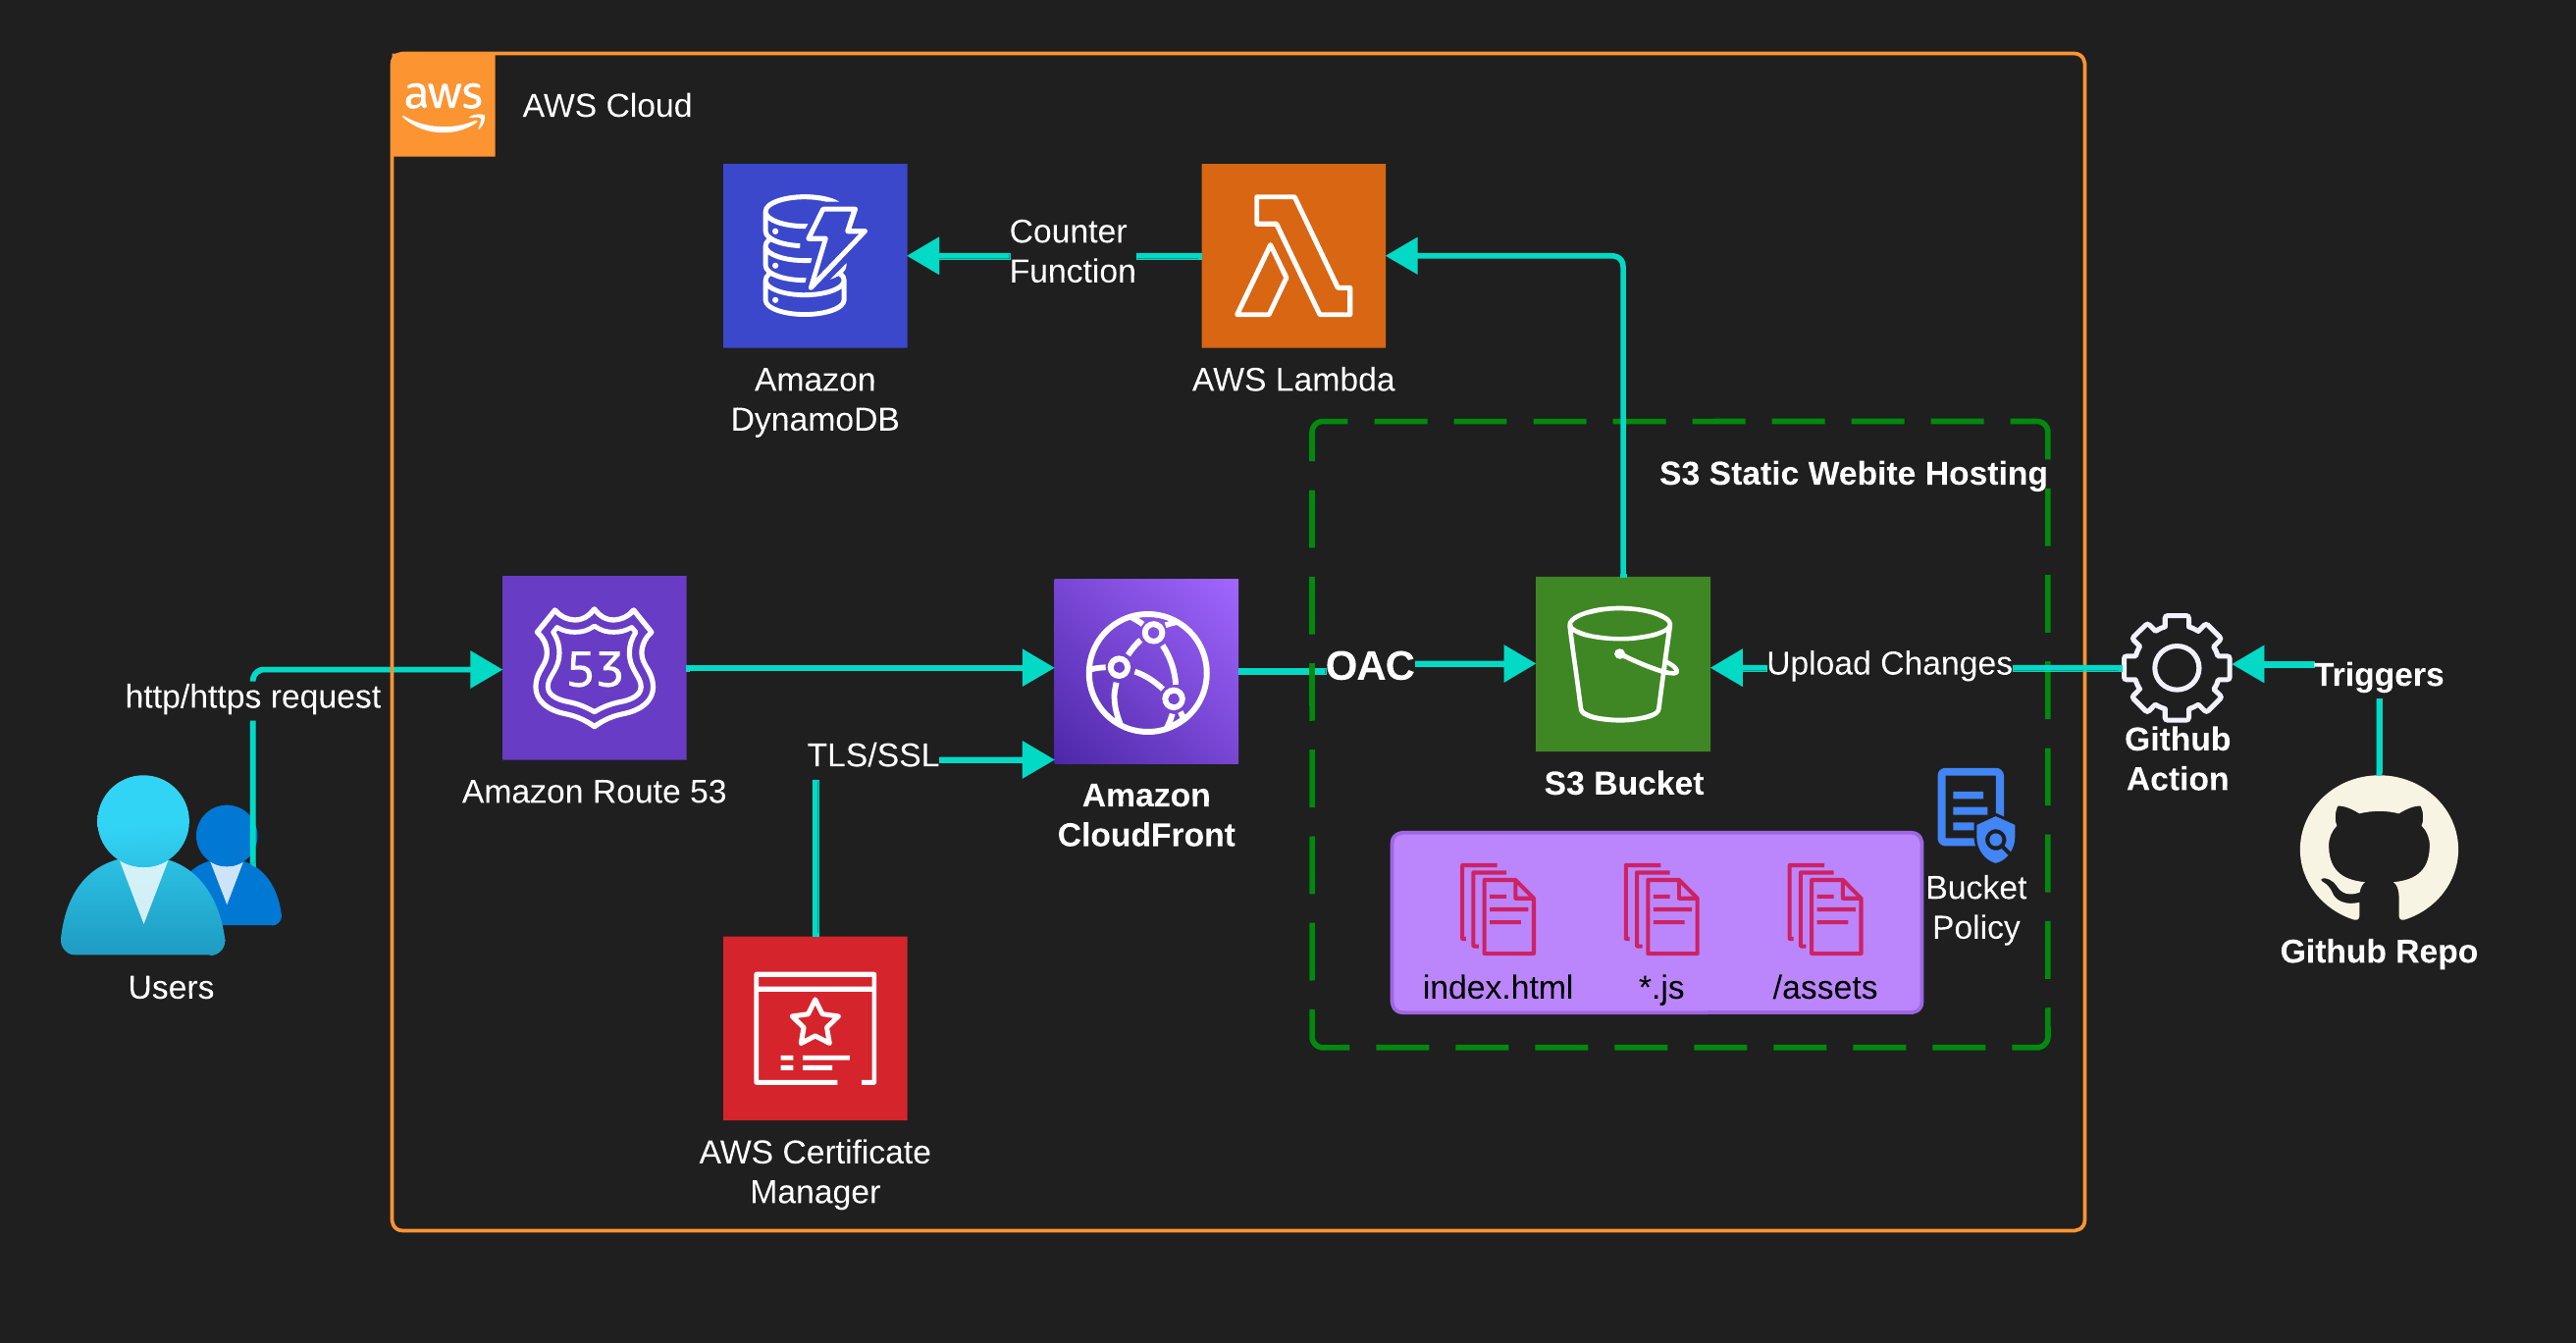 aws
AWS Cloud
Counter
Function
Amazon
DynamoDB
AWS Lambda
S3 Static Webite Hosting
53
http/https request
OAC
Upload Changes
Triggers
TLS/SSL
Amazon Route 53
Amazon
CloudFront
S3 Bucket
Github
Action
Bucket
Policy
Github Repo
Users
index.html
*.js
/assets
AWS Certificate
Manager